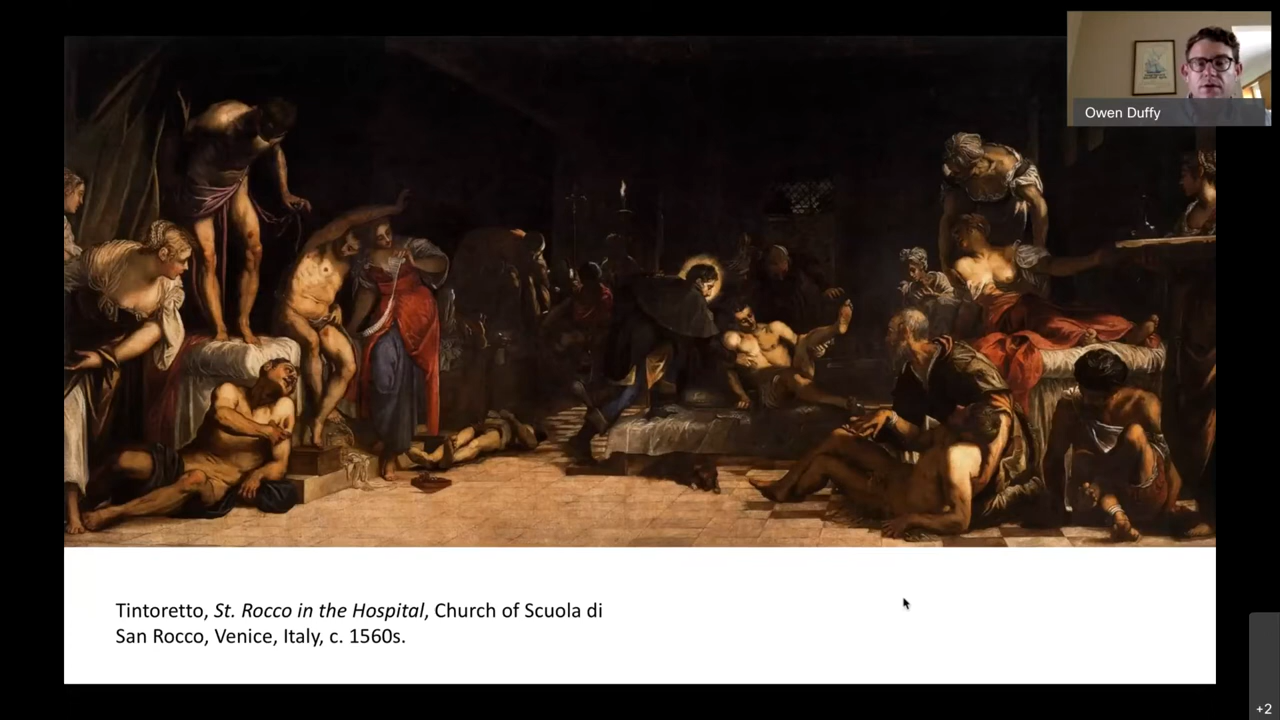 Owen Duffy
Tintoretto, St. Rocco in the Hospital, Church of Scuola di
San Rocco, Venice, Italy, c. 1560s.
+2